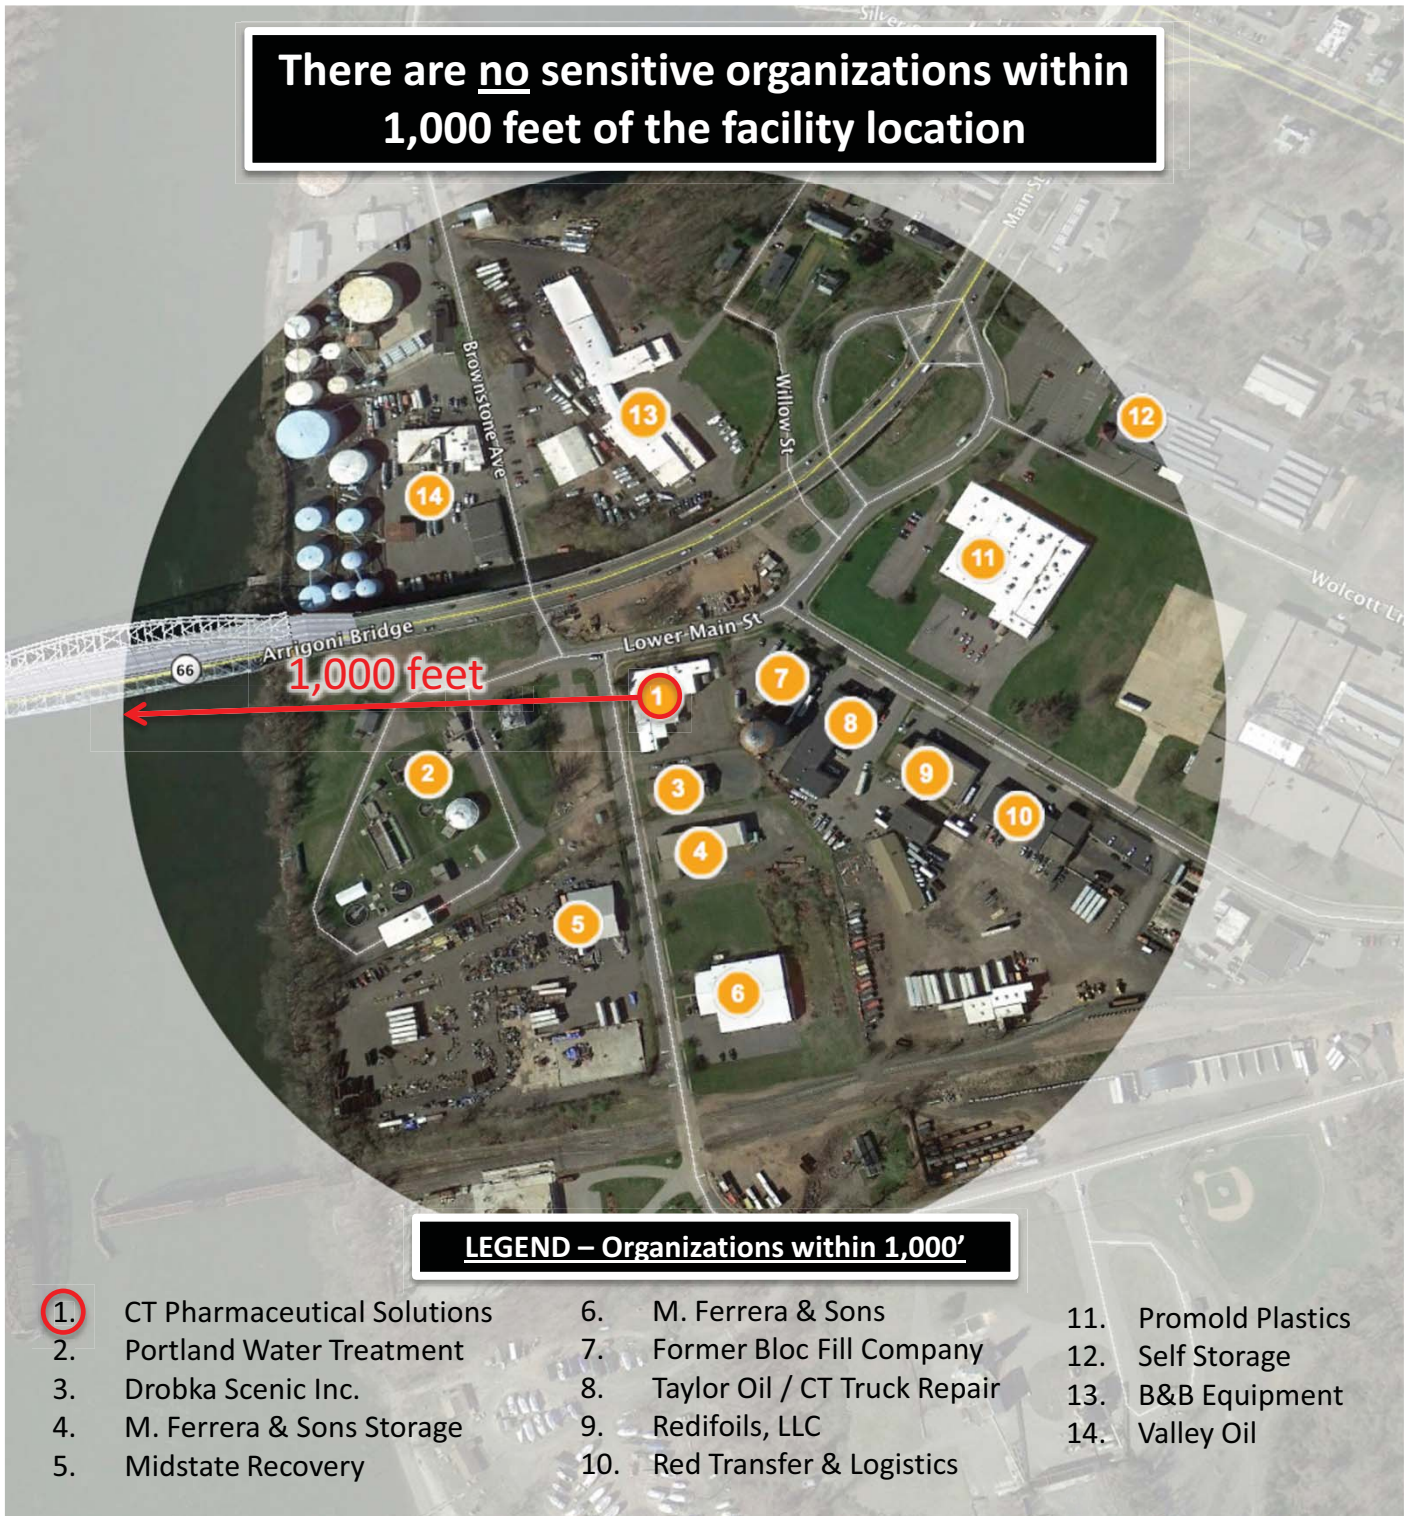 Silver
There are no sensitive organizations within
1,000 feet of the facility location
Main St
Brownstone Ave
Willow St
13
12
14
11
Wolcott Ln
Arrigoni Bridge
Lower Main St
66
1,000 feet
1
7
8
2
3
9
10
4
5
6
LEGEND – Organizations within 1,000’
1. CT Pharmaceutical Solutions
2. Portland Water Treatment
3. Drobka Scenic Inc.
4. M. Ferrera & Sons Storage
5. Midstate Recovery
6. M. Ferrera & Sons
7. Former Bloc Fill Company
8. Taylor Oil / CT Truck Repair
9. Redifoils, LLC
10. Red Transfer & Logistics
11. Promold Plastics
12. Self Storage
13. B&B Equipment
14. Valley Oil